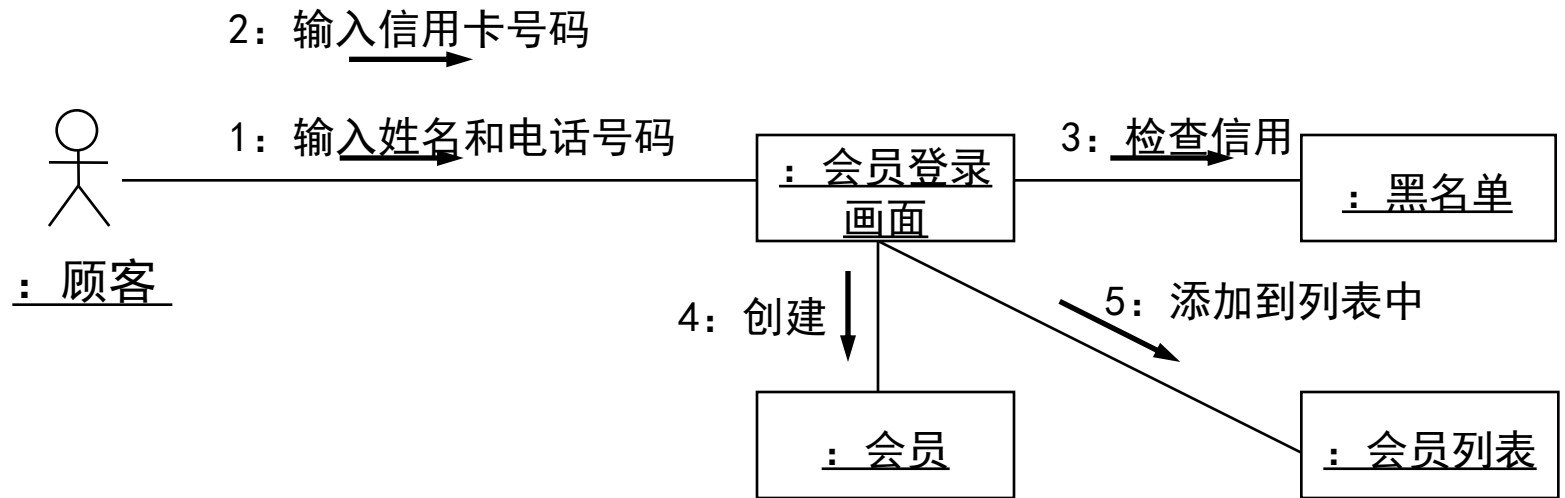 2：输入信用卡号码
1：输入姓名和电话号码
3：检查信用
：会员登录
画面
：黑名单
：顾客
4：创建
5：添加到列表中
：会员
：会员列表